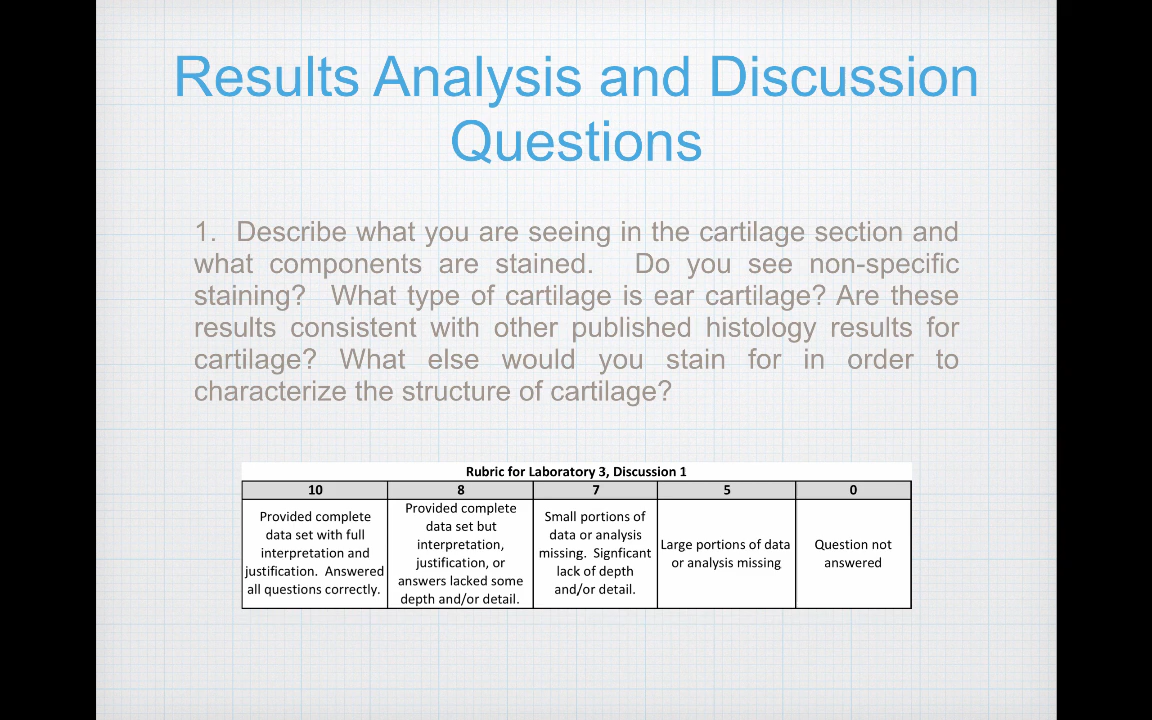 Results Analysis and Discussion
Questions
1. Describe what you are seeing in the cartilage section and
what components are stained. Do you see non-specific
staining? What type of cartilage is ear cartilage? Are these
results consistent with other published histology results for
cartilage? What else would you stain for in order to
characterize the structure of cartilage?
Rubric for Laboratory 3, Discussion 1
10 8 7 5 0
Provided complete
data set with full
interpretation and
justification. Answered
all questions correctly.
Provided complete
data set but
interpretation,
justification, or
answers lacked some
depth and/or detail.
Small portions of
data or analysis
missing. Signficant
lack of depth
and/or detail.
Large portions of data
or analysis missing
Question not
answered